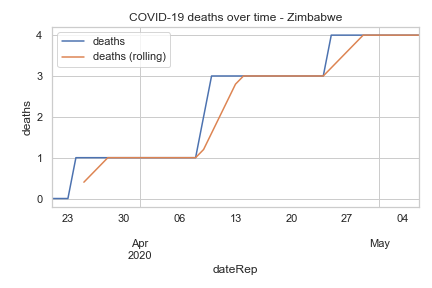 COVID-19 deaths over time - Zimbabwe
deaths
deaths (rolling)
4
3
2
1
0
deaths
23 30 06 13 20 27 04
Apr May
2020
dateRep